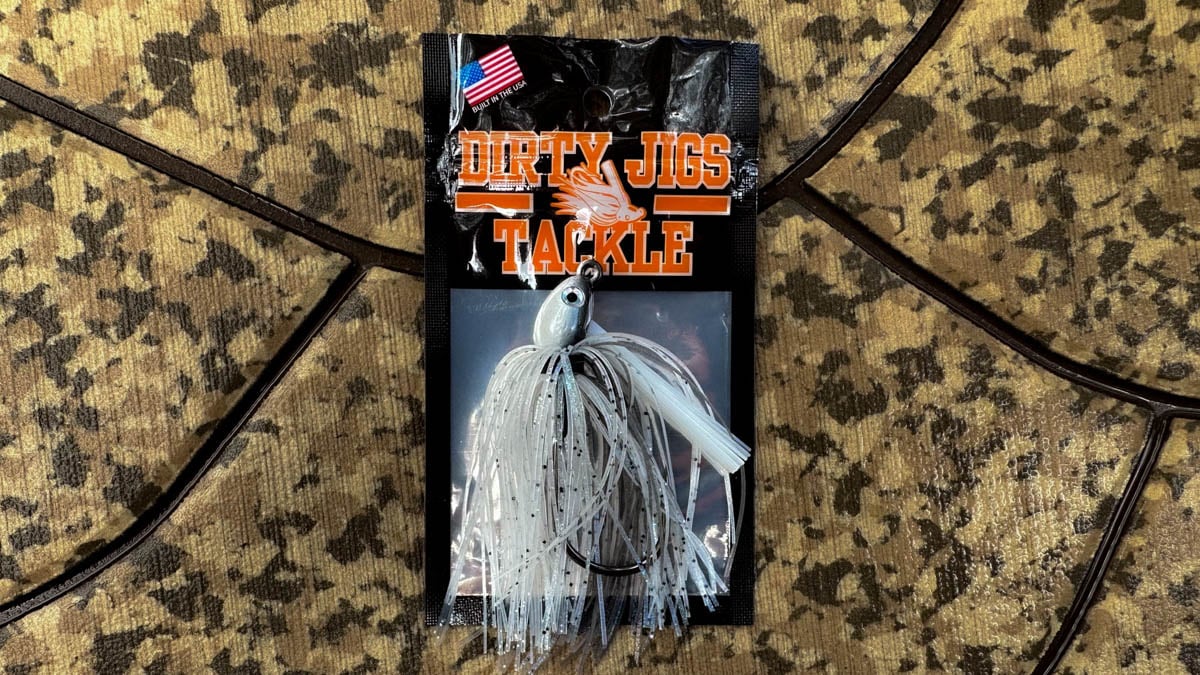 BUILT IN THE USA
DIRTY JIGS
TACKLE